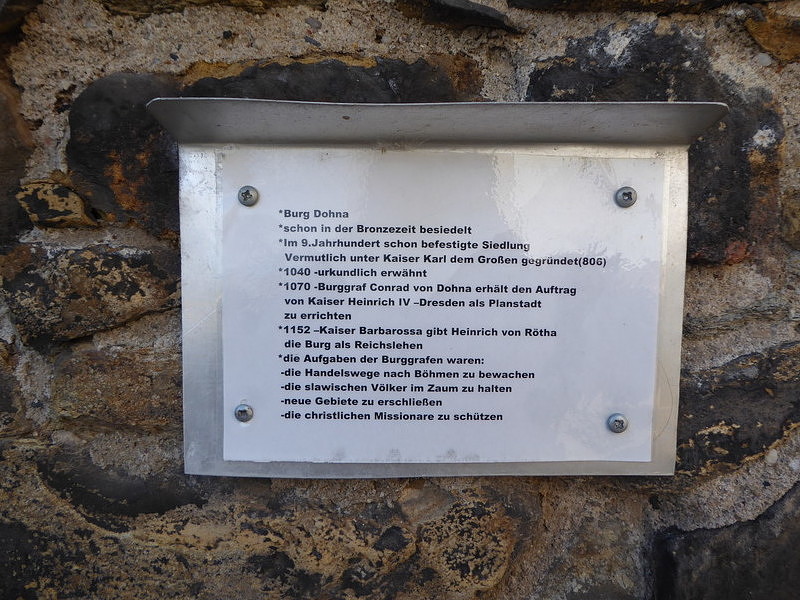 *Burg Dohna
*schon in der Bronzezeit besiedelt
*Im 9.Jahrhundert schon befestigte Siedlung
Vermutlich unter Kaiser Karl dem Großen gegründet(806)
*1040 -urkundlich erwähnt
*1070 -Burggraf Conrad von Dohna erhält den Auftrag
von Kaiser Heinrich IV –Dresden als Planstadt
zu errichten
*1152 –Kaiser Barbarossa gibt Heinrich von Rötha
die Burg als Reichslehen
*die Aufgaben der Burggrafen waren:
-die Handelswege nach Böhmen zu bewachen
-die slawischen Völker im Zaum zu halten
-neue Gebiete zu erschließen
-die christlichen Missionare zu schützen